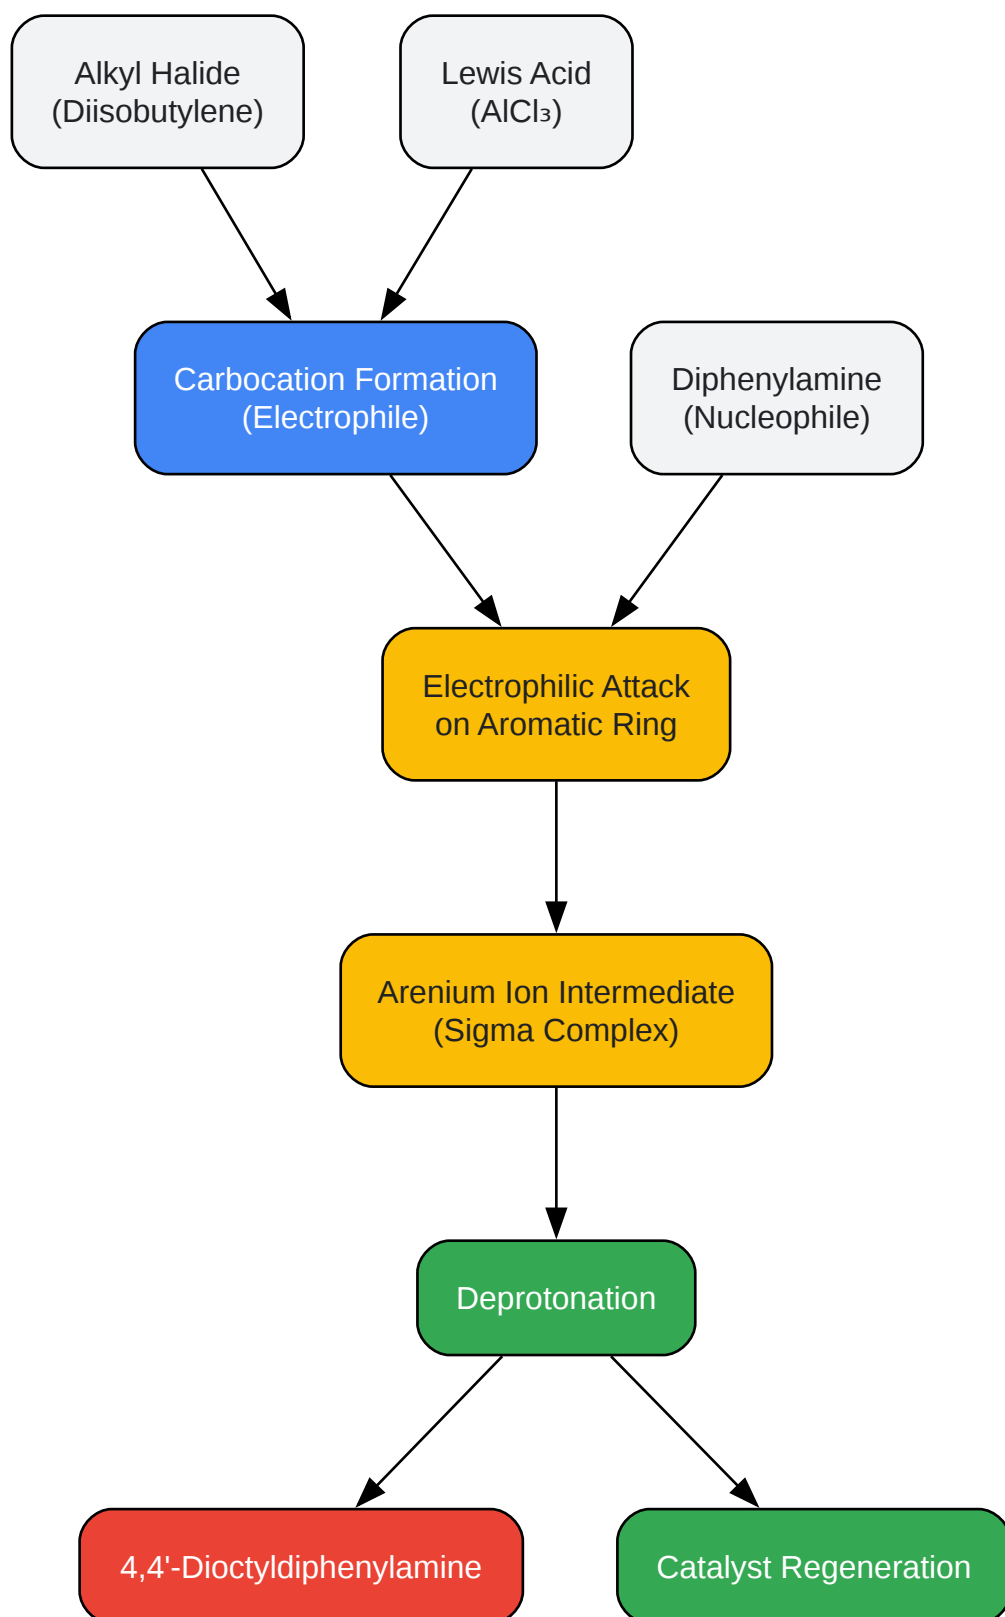 Alkyl Halide
(Diisobutylene)
Lewis Acid
(AlCl₃)
Carbocation Formation
(Electrophile)
Diphenylamine
(Nucleophile)
Electrophilic Attack
on Aromatic Ring
Arenium Ion Intermediate
(Sigma Complex)
Deprotonation
4,4'-Dioctyldiphenylamine
Catalyst Regeneration